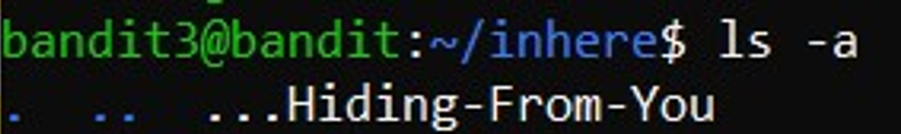 bandit3@bandit:~/inhere$ ls -a
.  ..  ...Hiding-From-You